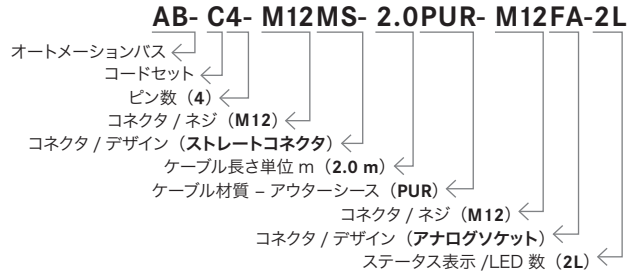 AB- C4- M12MS- 2.0PUR- M12FA-2L
オートメーションバス
コードセット
ピン数（4）
コネクタ / ネジ（M12）
コネクタ / デザイン（ストレートコネクタ）
ケーブル長さ単位 m（2.0 m）
ケーブル材質 – アウターシース（PUR）
コネクタ / ネジ（M12）
コネクタ / デザイン（アナログソケット）
ステータス表示 /LED 数（2L）